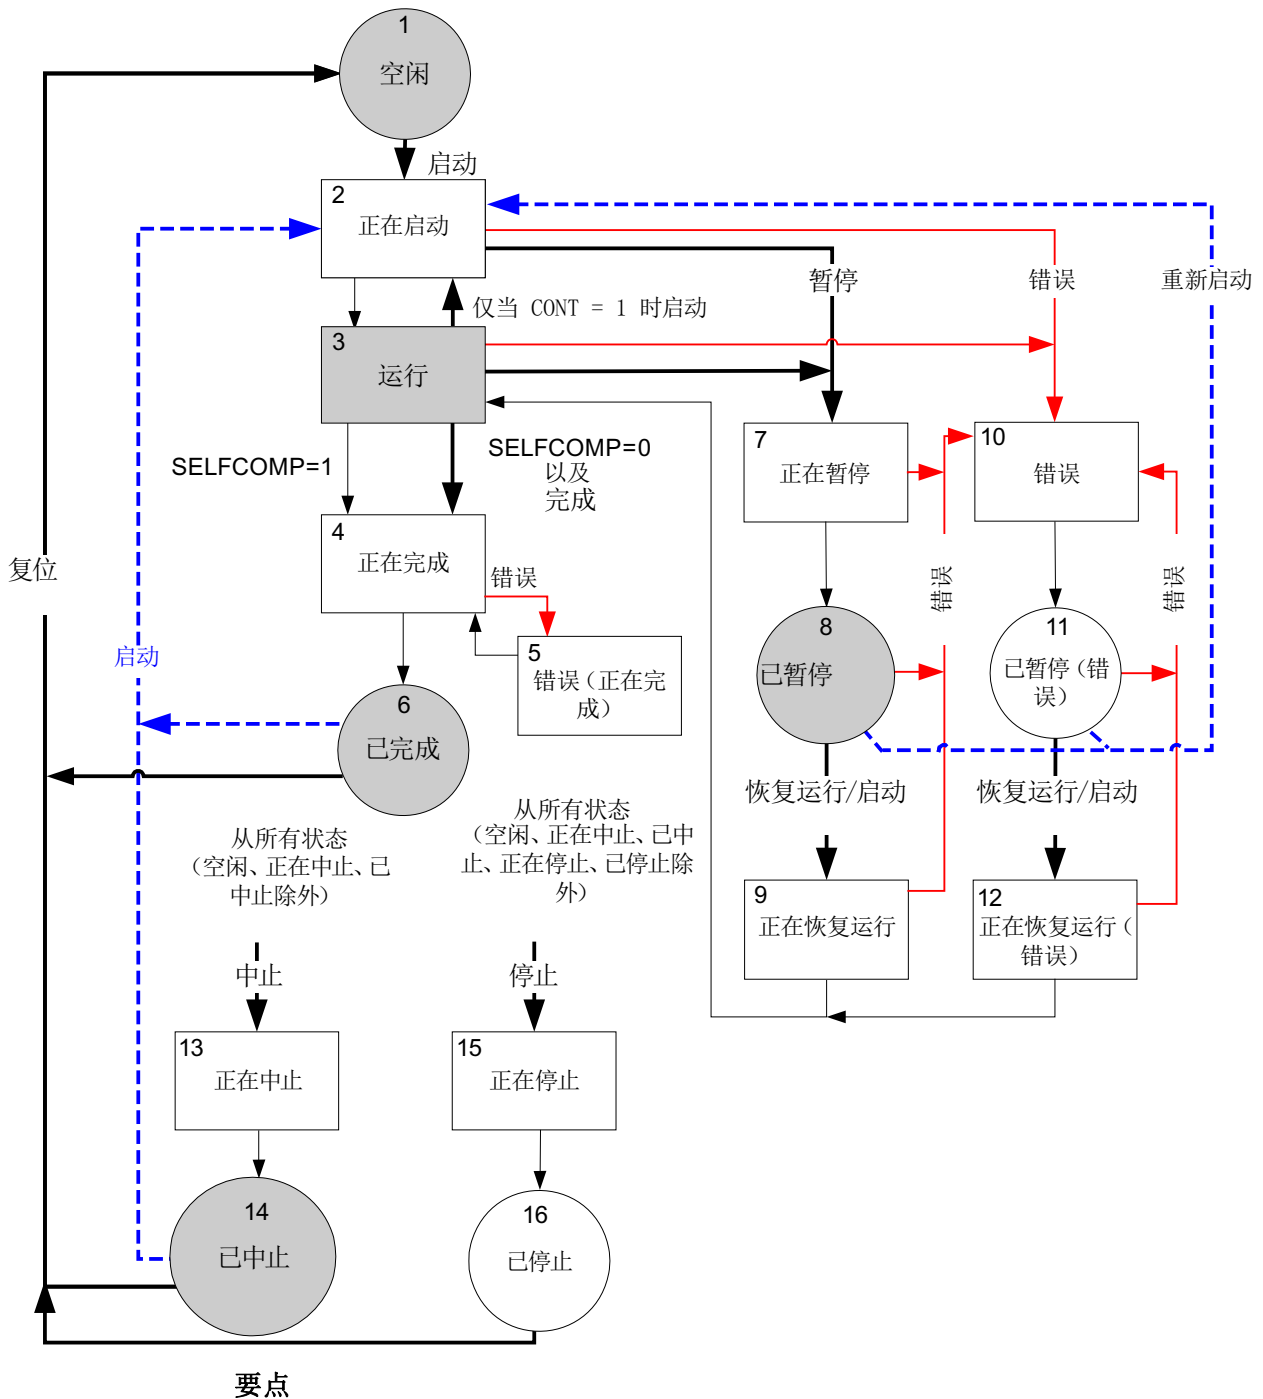 1
空闲
启动
2
正在启动
暂停
错误
重新启动
仅当 CONT = 1 时启动
3
运行
SELFCOMP=1
SELFCOMP=0
以及
完成
7
正在暂停
10
错误
4
正在完成
错误
复位
错误
错误
启动
5
错误(正在完
成)
8
已暂停
11
已暂停(错
误)
6
已完成
恢复运行/启动
恢复运行/启动
从所有状态
(空闲、正在中止、已
中止除外)
从所有状态
(空闲、正在中止、已中
止、正在停止、已停止除
外)
9
正在恢复运行
12
正在恢复运行(
错误)
中止
停止
13
正在中止
15
正在停止
14
已中止
16
已停止
要点